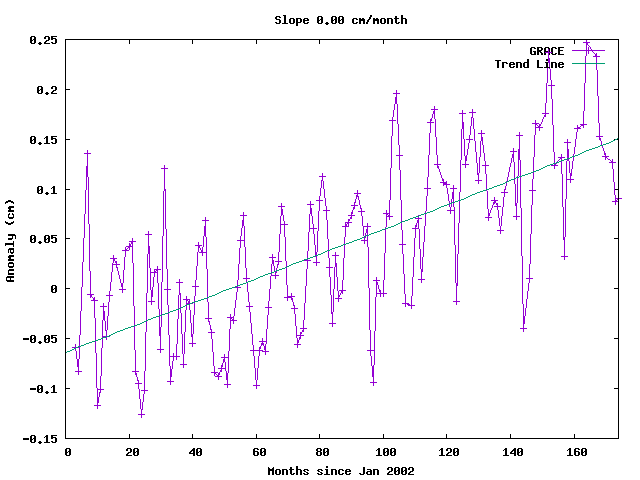 Slope 0.00 cm/month
GRACE
Trend Line
0.25
0.2
0.15
0.1
0.05
0
-0.05
-0.1
-0.15
Anomaly (cm)
0 20 40 60 80 100 120 140 160
Months since Jan 2002